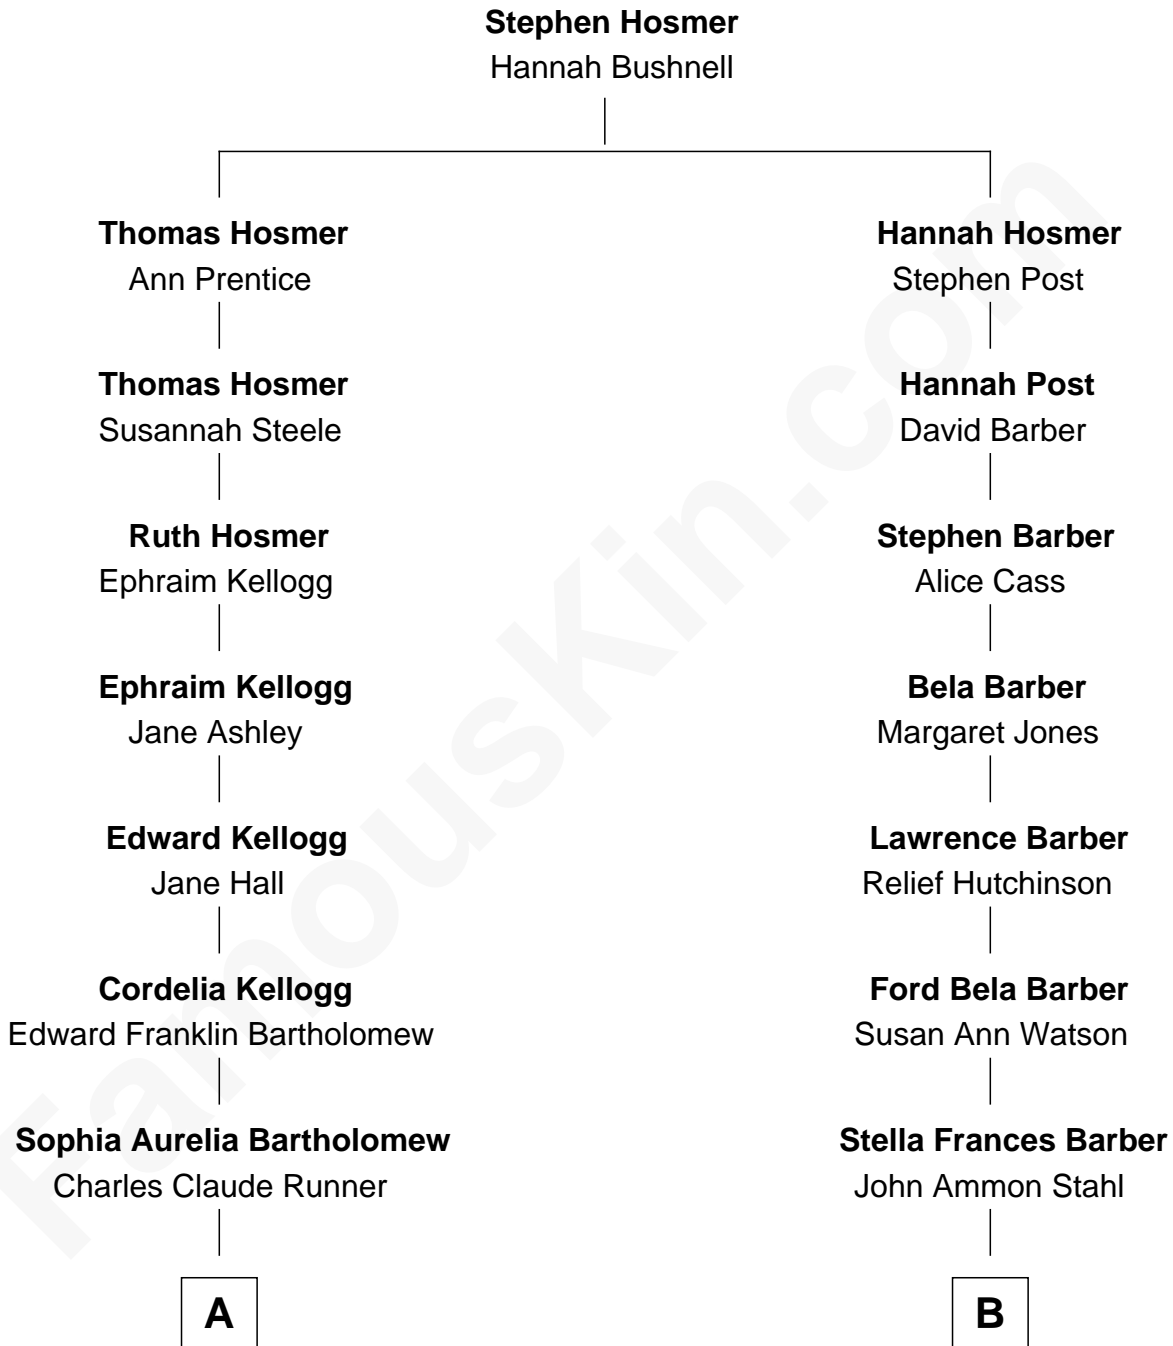 Stephen Hosmer
Hannah Bushnell
Thomas Hosmer
Ann Prentice
Hannah Hosmer
Stephen Post
Thomas Hosmer
Susannah Steele
Hannah Post
David Barber
Ruth Hosmer
Ephraim Kellogg
Stephen Barber
Alice Cass
Ephraim Kellogg
Jane Ashley
Bela Barber
Margaret Jones
Edward Kellogg
Jane Hall
Lawrence Barber
Relief Hutchinson
Cordelia Kellogg
Edward Franklin Bartholomew
Ford Bela Barber
Susan Ann Watson
Sophia Aurelia Bartholomew
Charles Claude Runner
Stella Frances Barber
John Ammon Stahl
A
B
FamousKin.com